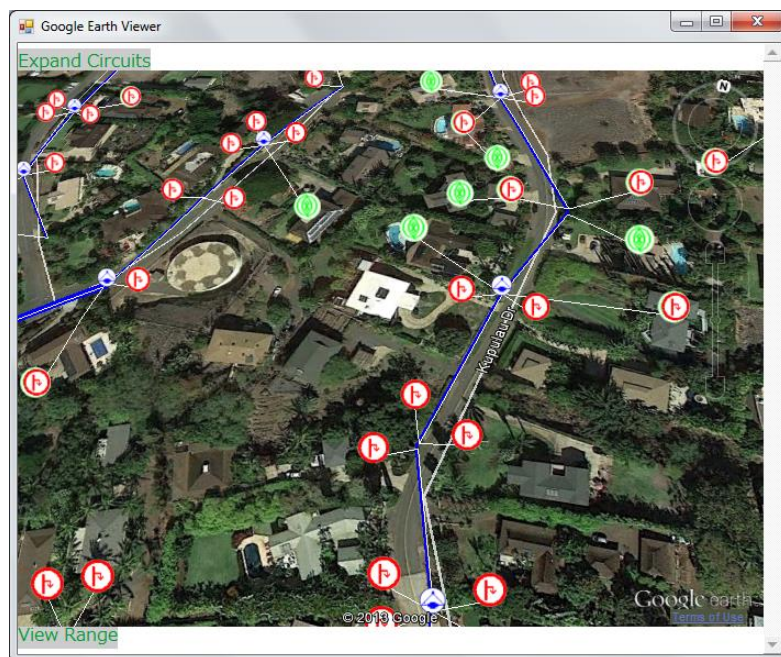 Google Earth Viewer
Expand Circuits
N
Kupulau Dr
Google earth
© 2013 Google
Terms of Use
View Range